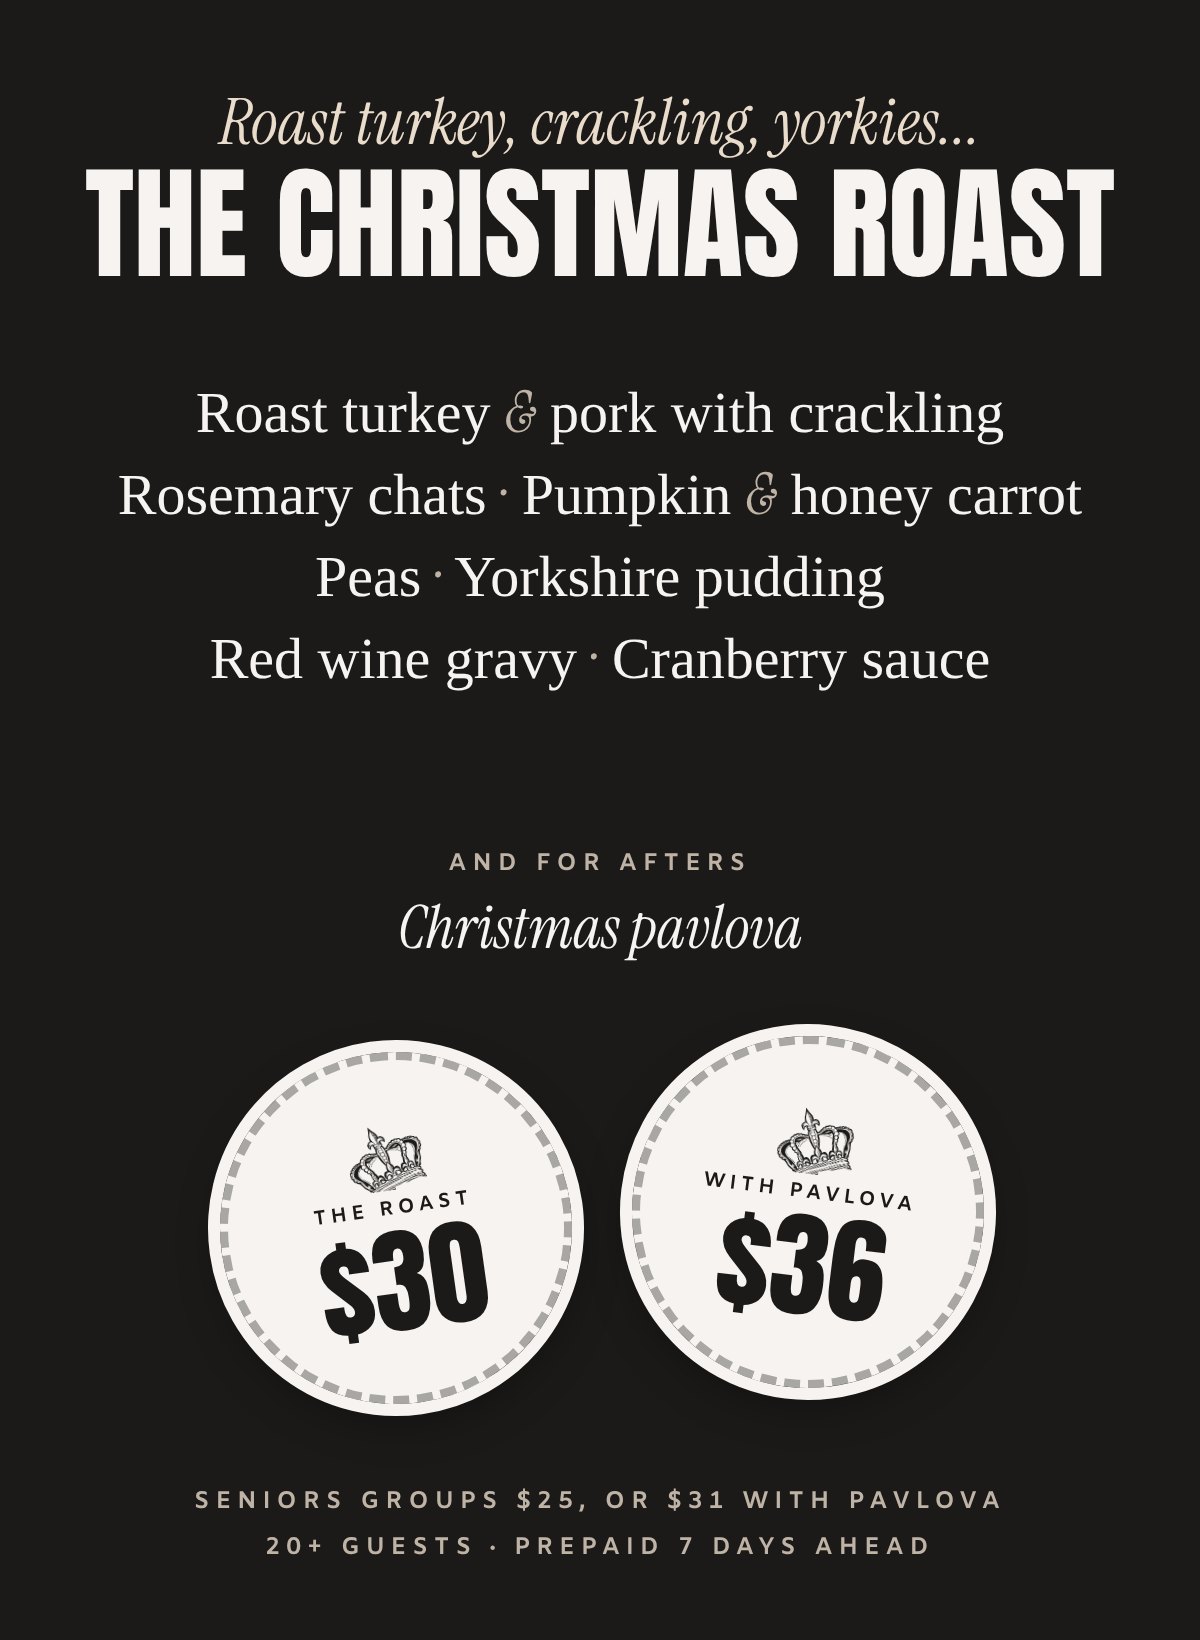 Roast turkey, crackling, yorkies...
THE CHRISTMAS ROAST
Roast turkey & pork with crackling
Rosemary chats · Pumpkin & honey carrot
Peas · Yorkshire pudding
Red wine gravy · Cranberry sauce
AND FOR AFTERS
Christmas pavlova
THE ROAST
$30
WITH PAVLOVA
$36
SENIORS GROUPS $25, OR $31 WITH PAVLOVA
20+ GUESTS · PREPAID 7 DAYS AHEAD